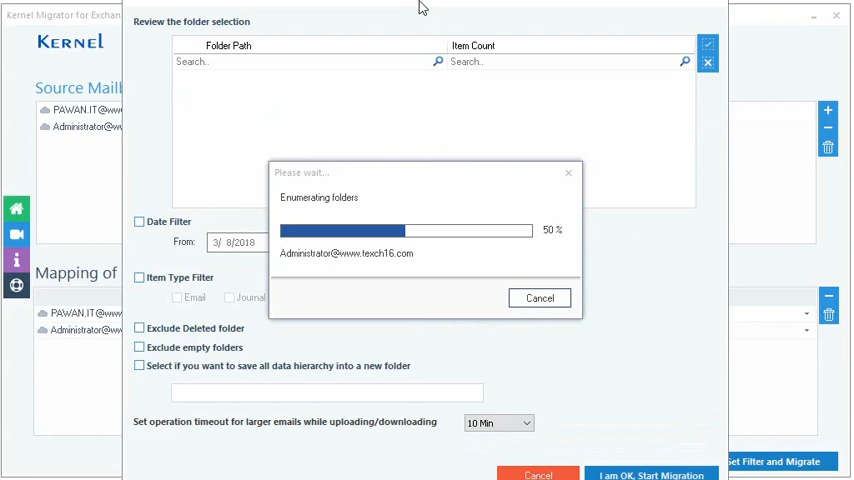 Kernel Migrator for Exchan
Review the folder selection
KERNEL
Folder Path
Item Count
Search..
Search..
Source Mailb
PAWAN.IT@ww
Administrator@w
Please wait...
Enumerating folders
50 %
Administrator@www.texch16.com
Cancel
Date Filter
From: 3/ 8/2018
Mapping of
Item Type Filter
Email
Journal
PAWAN.IT@ww
Administrator@w
Exclude Deleted folder
Exclude empty folders
Select if you want to save all data hierarchy into a new folder
Set operation timeout for larger emails while uploading/downloading
10 Min
Set Filter and Migrate
Cancel
I am OK, Start Migration